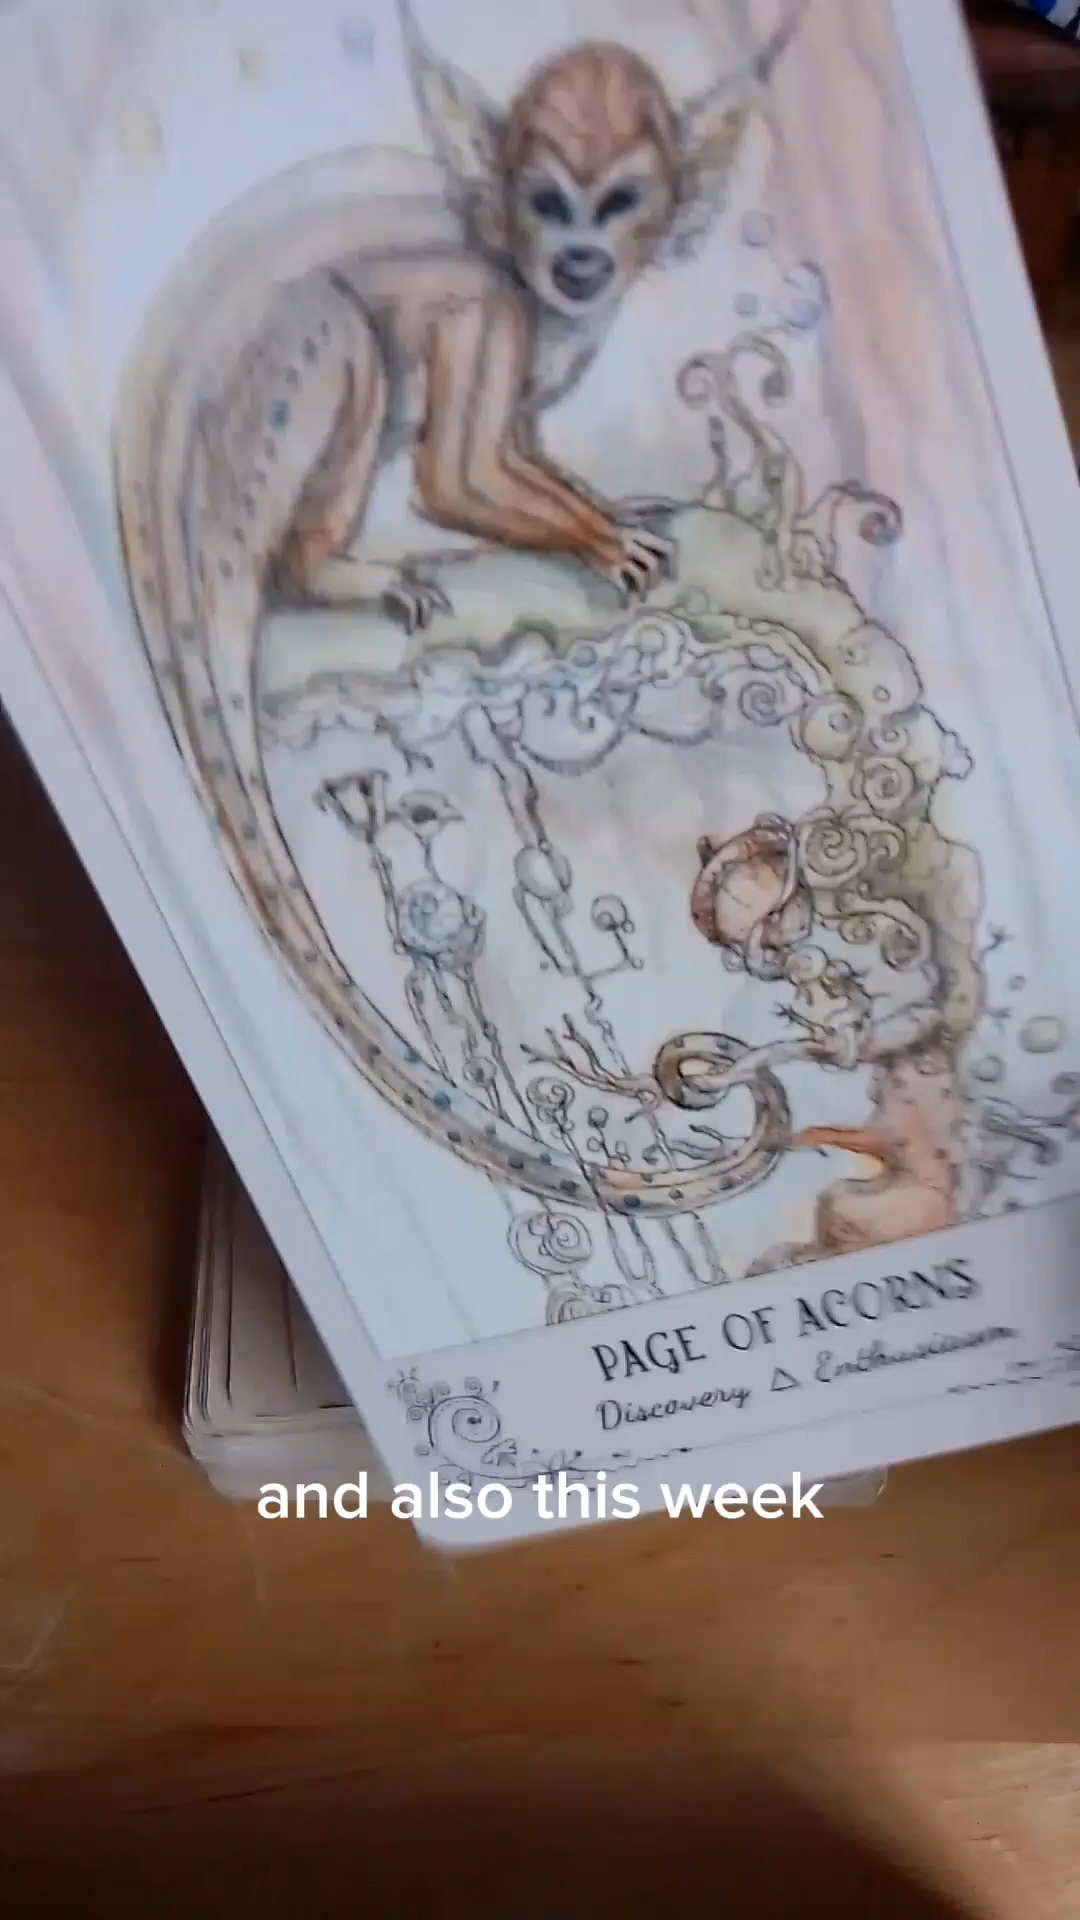 PAGE OF ACORNS
Discovery △ Enthusiasm
and also this week